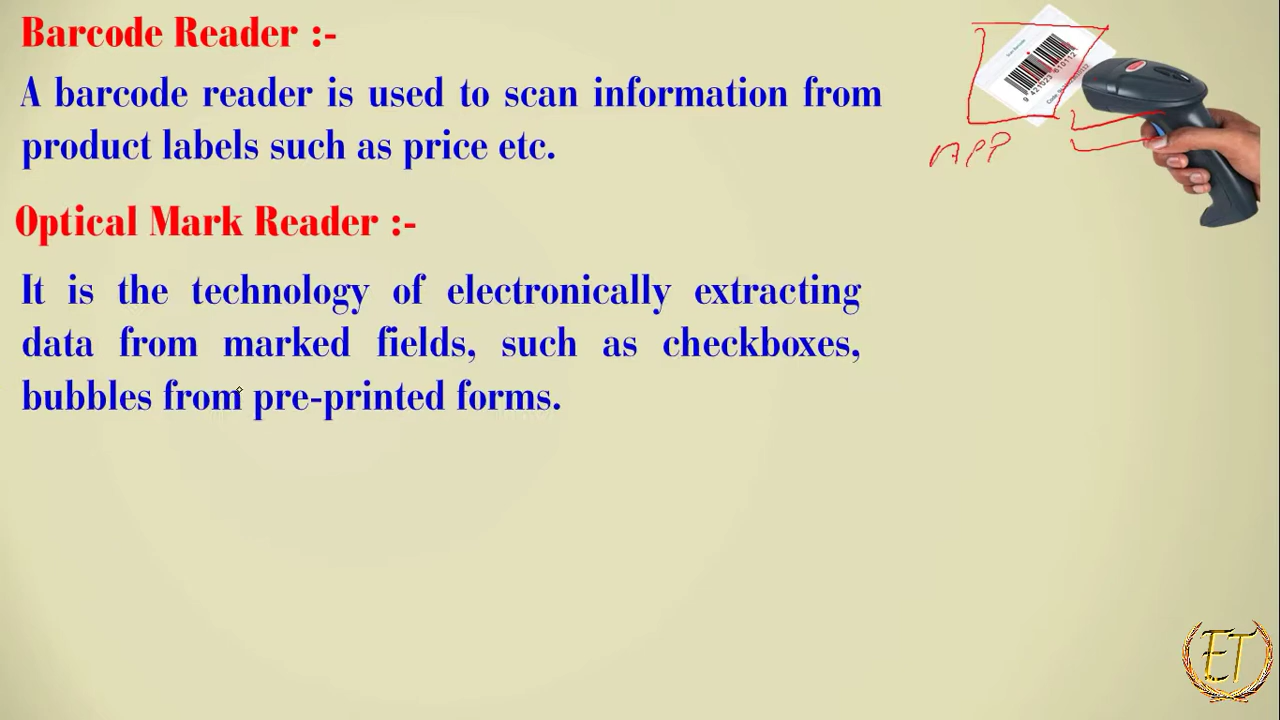 Barcode Reader :-
A barcode reader is used to scan information from
product labels such as price etc.
APP
Optical Mark Reader :-
It is the technology of electronically extracting
data from marked fields, such as checkboxes,
bubbles from pre-printed forms.
ET